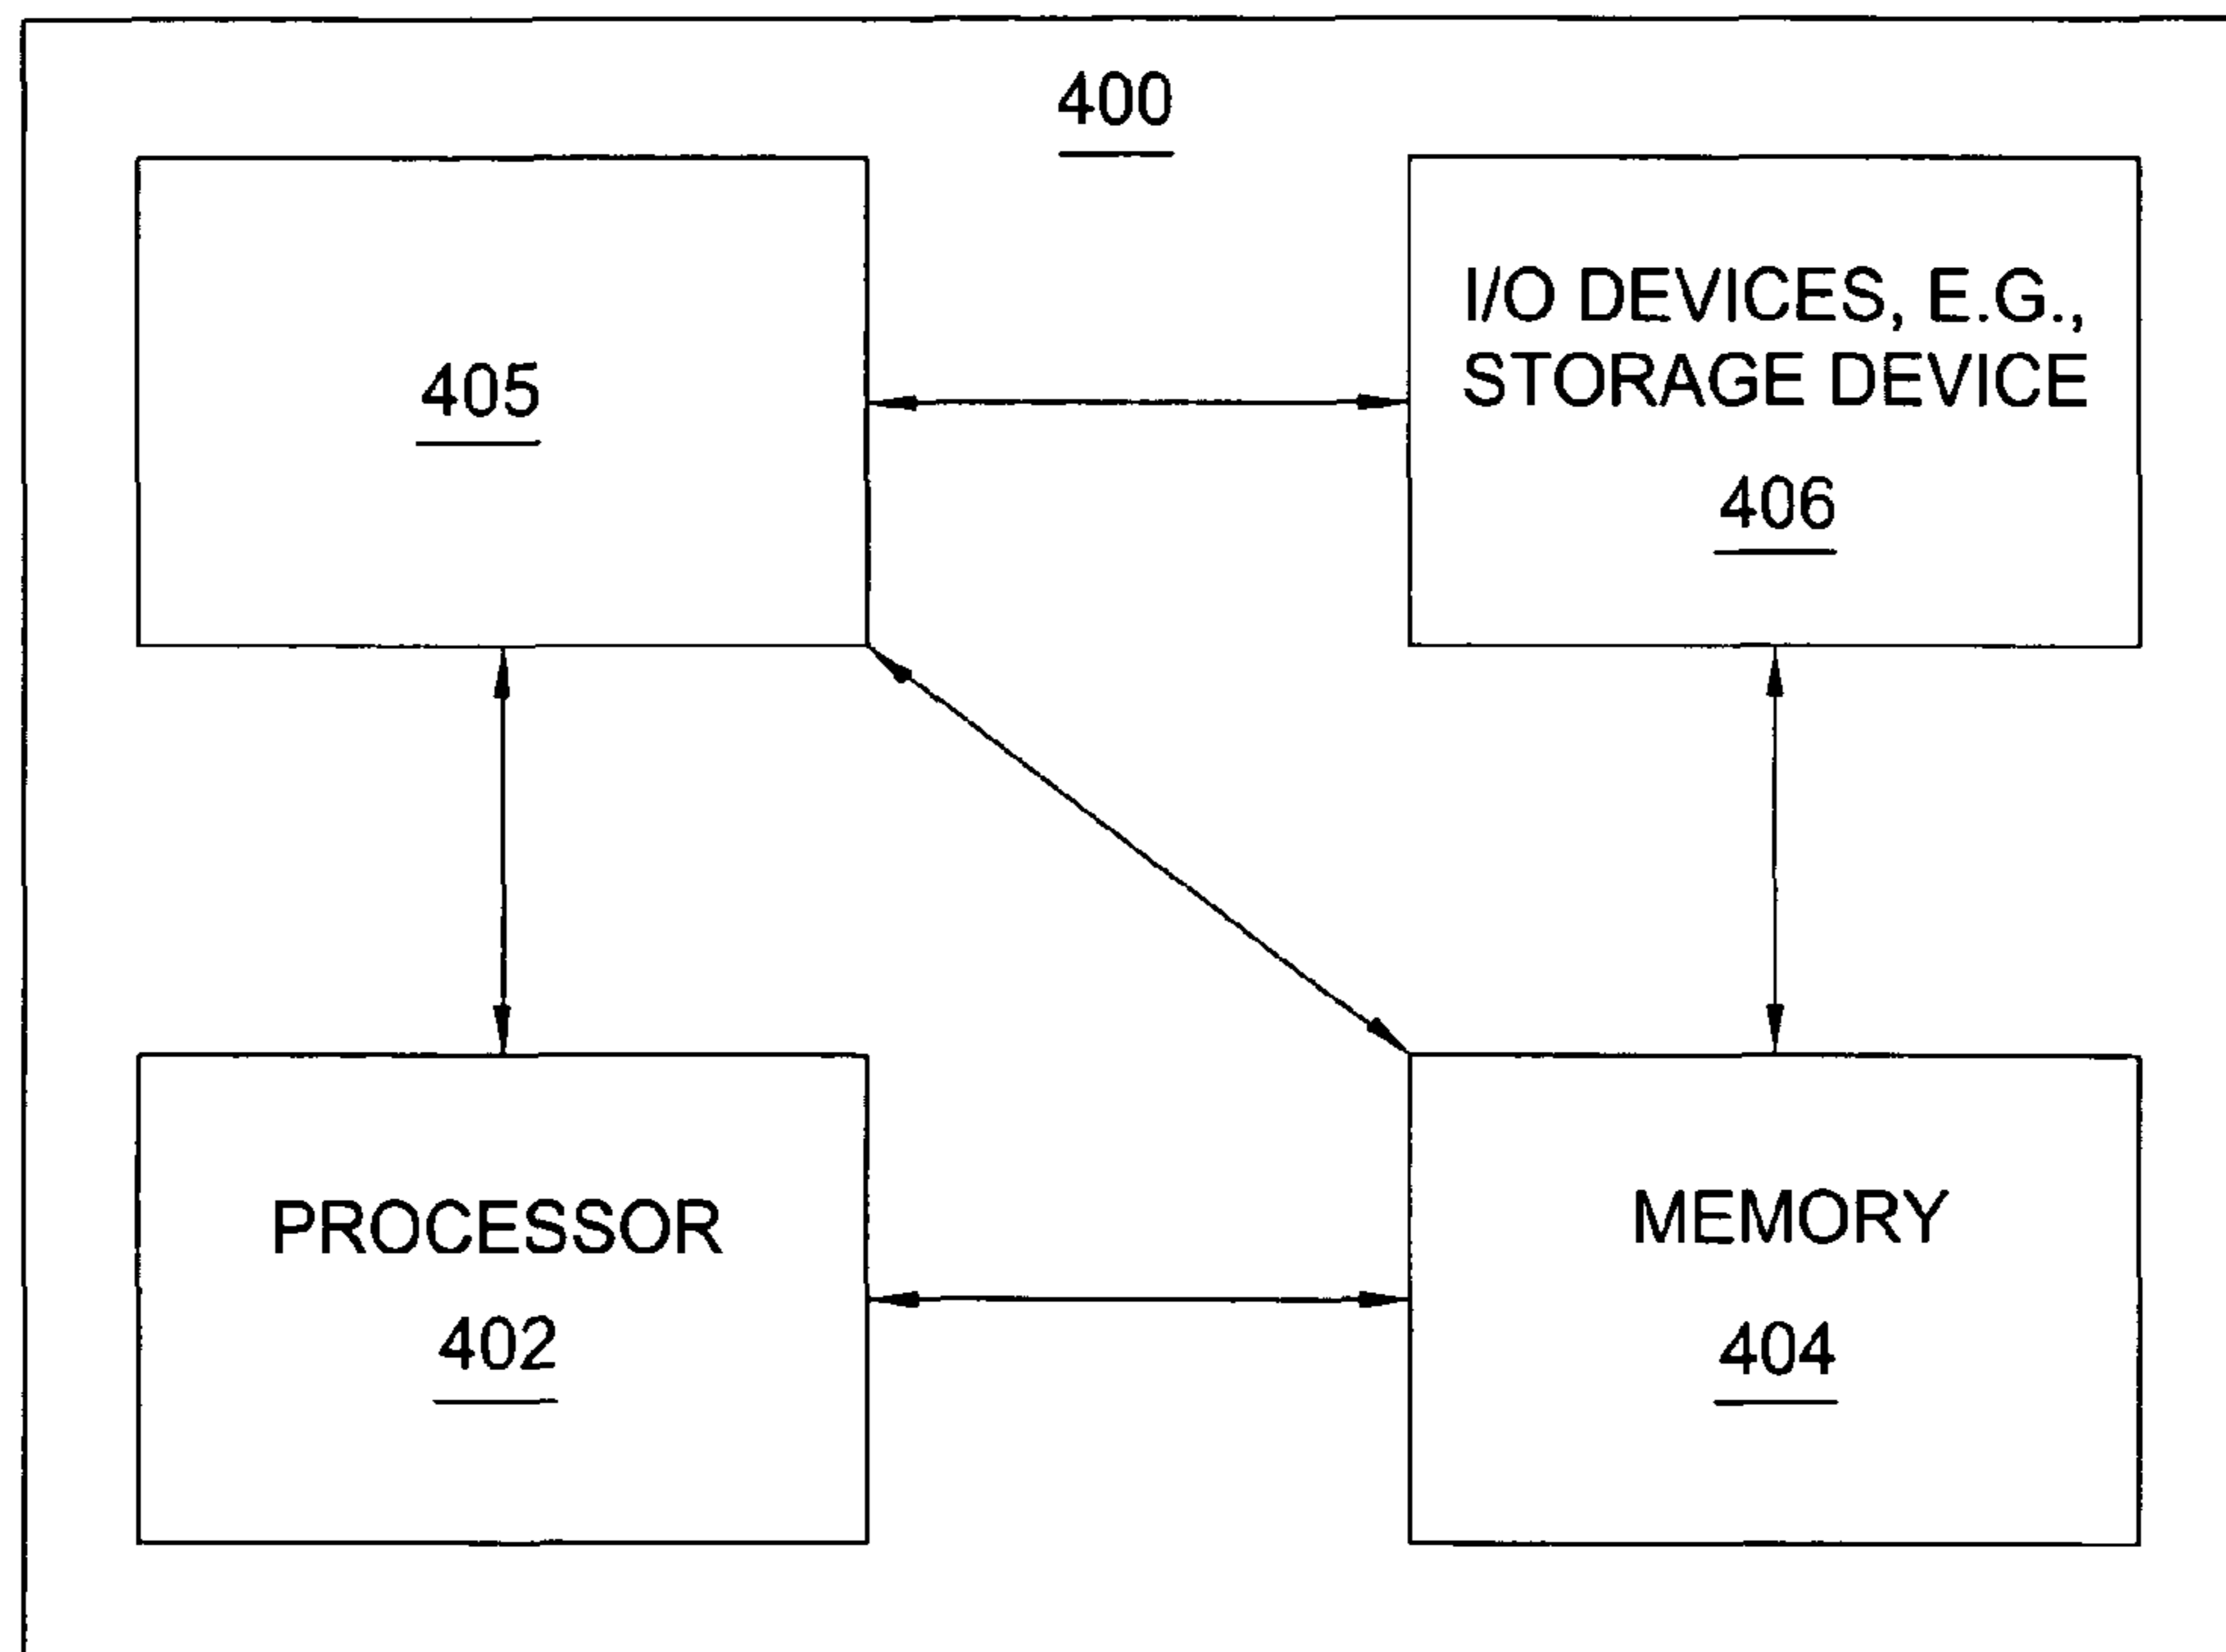 400
405
I/O DEVICES, E.G.,
STORAGE DEVICE
406
PROCESSOR
402
MEMORY
404